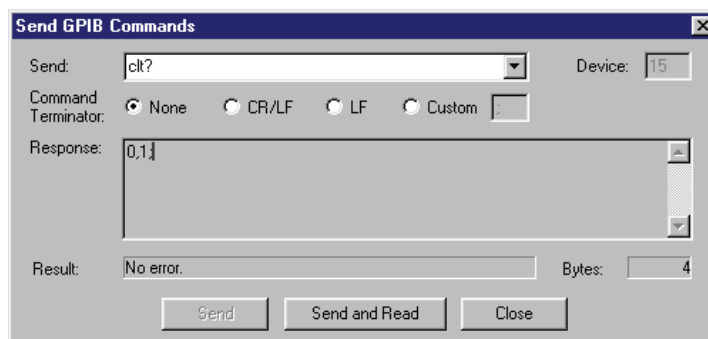 Send GPIB Commands
Send: clt? Device: 15
Command Terminator: None CR/LF LF Custom ;
Response: 0,1;
Result: No error. Bytes: 4
Send Send and Read Close